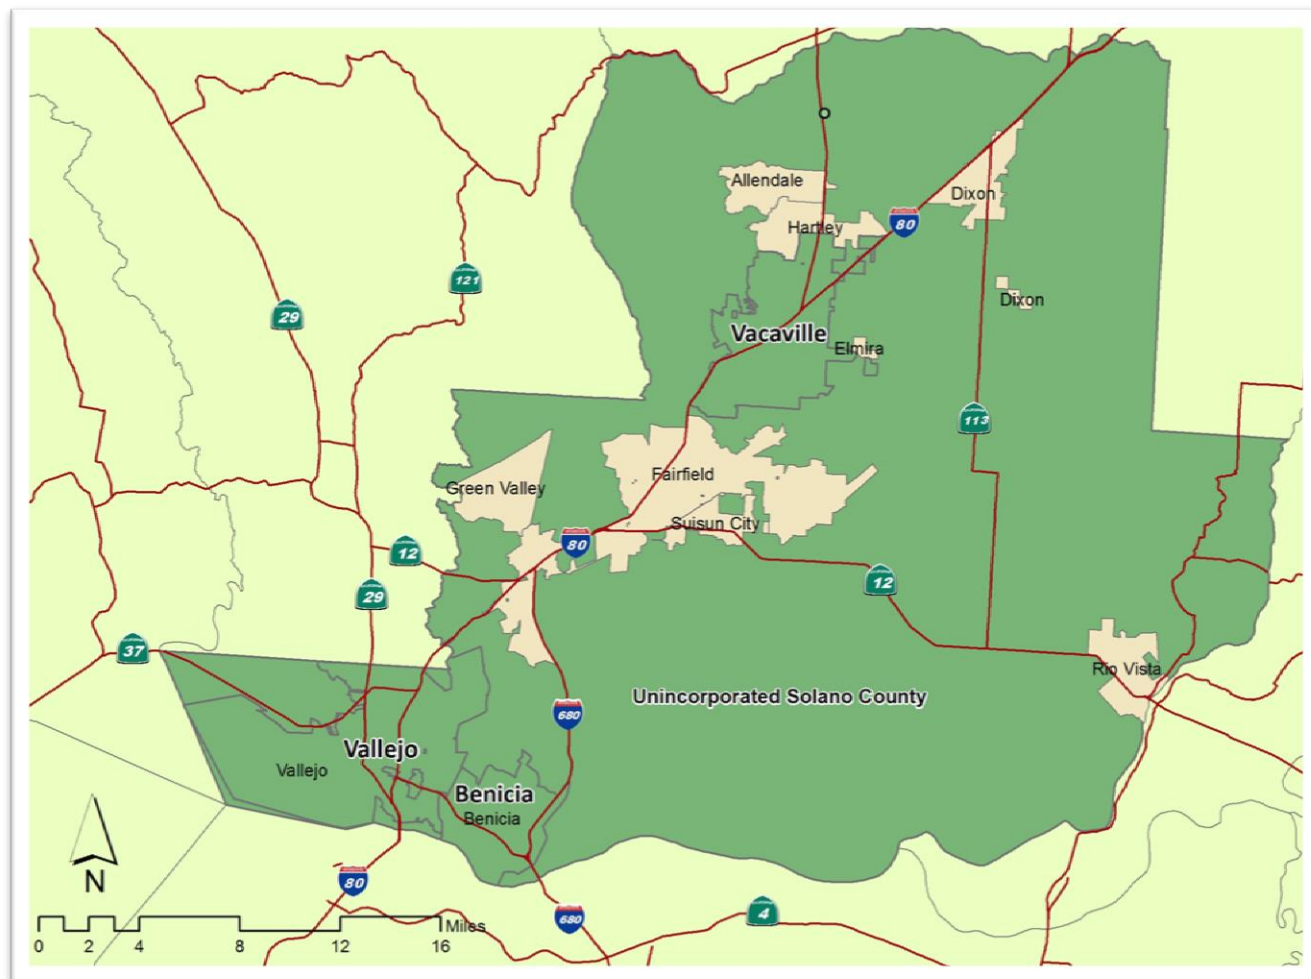 Allendale
Dixon
Hartley
80
121
29
Dixon
Vacaville
Elmira
113
Fairfield
Green Valley
Suisun City
80
12
12
29
37
Rio Vista
Unincorporated Solano County
680
Vallejo
Vallejo
Benicia
Benicia
N
80
680
4
Miles
0 2 4 8 12 16